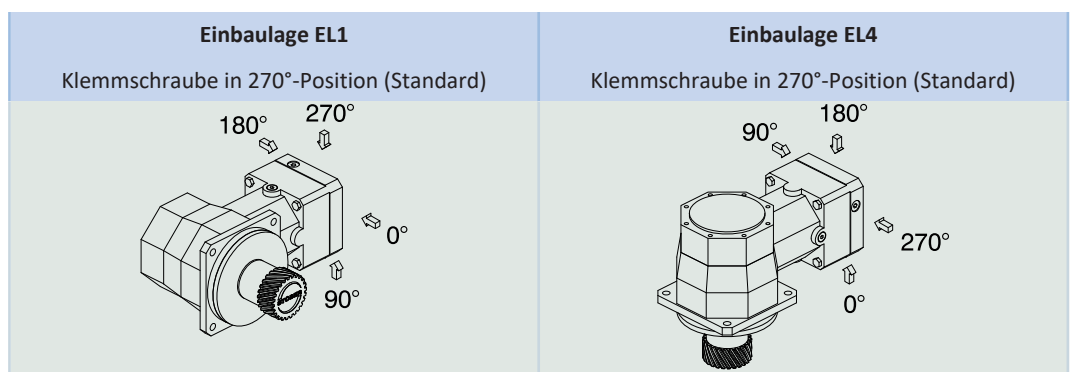 Einbaulage EL1
Klemmschraube in 270°-Position (Standard)
180°
270°
0°
90°
Einbaulage EL4
Klemmschraube in 270°-Position (Standard)
90°
180°
270°
0°